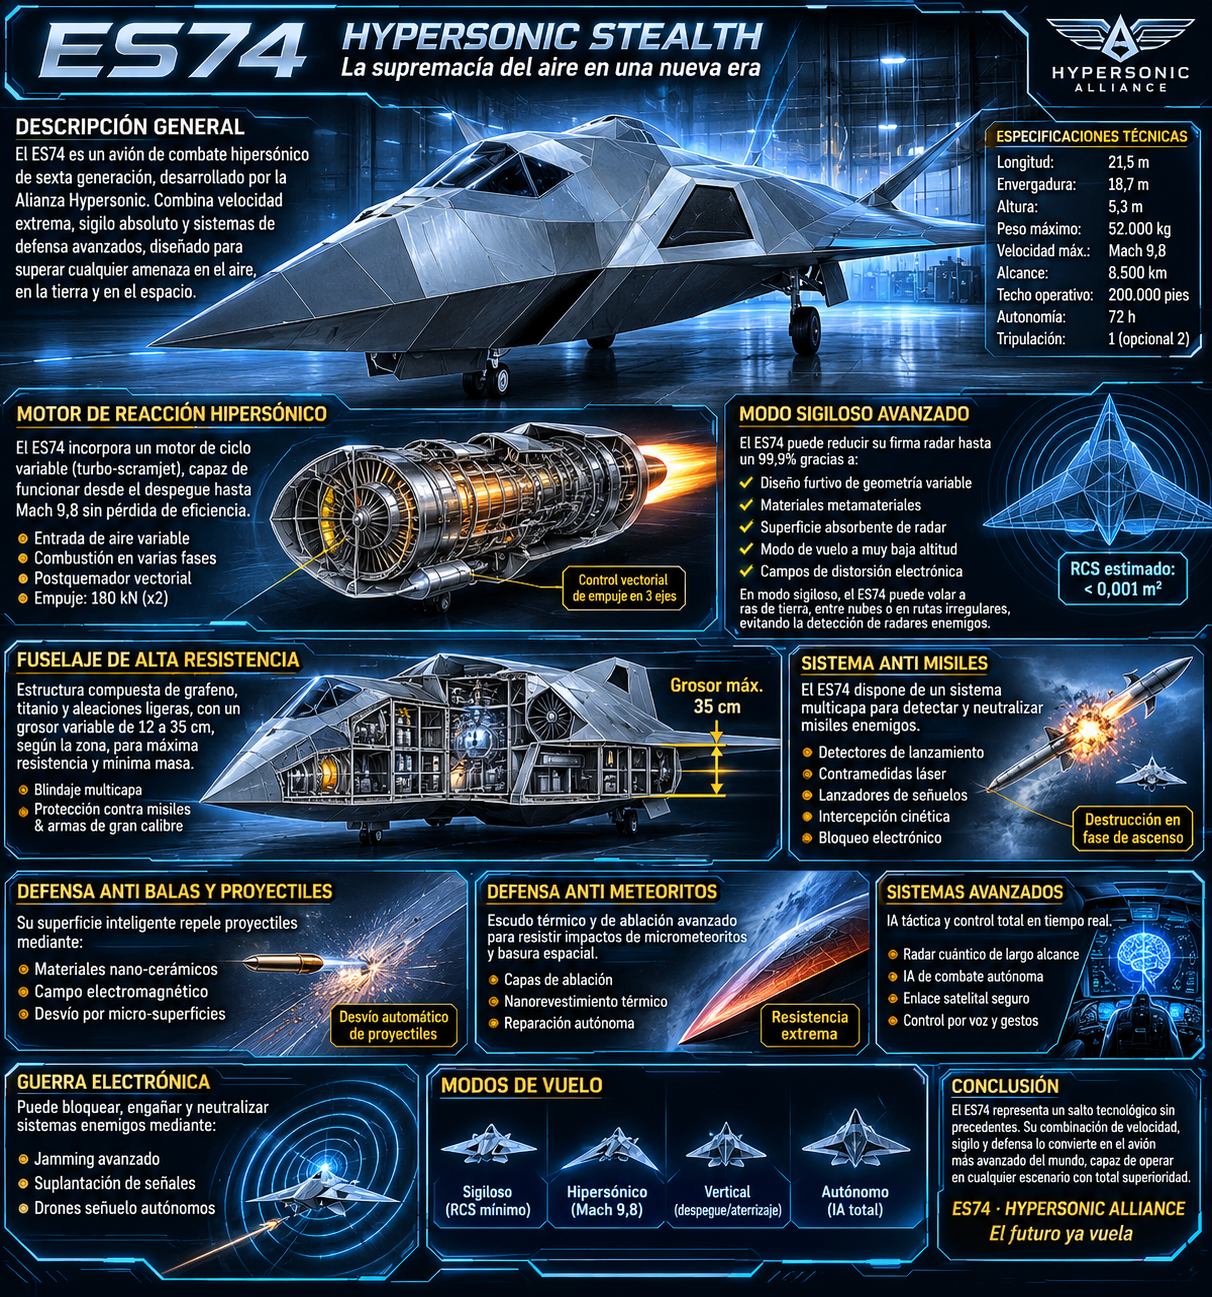 ES74
HYPERSONIC STEALTH
La supremacía del aire en una nueva era
HYPERSONIC
ALLIANCE
DESCRIPCIÓN GENERAL
El ES74 es un avión de combate hipersónico
de sexta generación, desarrollado por la
Alianza Hypersonic. Combina velocidad
extrema, sigilo absoluto y sistemas de
defensa avanzados, diseñado para
superar cualquier amenaza en el aire,
en la tierra y en el espacio.
ESPECIFICACIONES TÉCNICAS
Longitud: 21,5 m
Envergadura: 18,7 m
Altura: 5,3 m
Peso máximo: 52.000 kg
Velocidad máx.: Mach 9,8
Alcance: 8.500 km
Techo operativo: 200.000 pies
Autonomía: 72 h
Tripulación: 1 (opcional 2)
MOTOR DE REACCIÓN HIPERSÓNICO
El ES74 incorpora un motor de ciclo
variable (turbo-scramjet), capaz de
funcionar desde el despegue hasta
Mach 9,8 sin pérdida de eficiencia.
Entrada de aire variable
Combustión en varias fases
Postquemador vectorial
Empuje: 180 kN (x2)
Control vectorial
de empuje en 3 ejes
MODO SIGILOSO AVANZADO
El ES74 puede reducir su firma radar hasta
un 99,9% gracias a:
Diseño furtivo de geometría variable
Materiales metamateriales
Superficie absorbente de radar
Modo de vuelo a muy baja altitud
Campos de distorsión electrónica
En modo sigiloso, el ES74 puede volar a
ras de tierra, entre nubes o en rutas irregulares,
evitando la detección de radares enemigos.
RCS estimado:
< 0,001 m²
FUSELAJE DE ALTA RESISTENCIA
Estructura compuesta de grafeno,
titanio y aleaciones ligeras, con un
grosor variable de 12 a 35 cm,
según la zona, para máxima
resistencia y mínima masa.
Blindaje multicapa
Protección contra misiles
& armas de gran calibre
Grosor máx.
35 cm
SISTEMA ANTI MISILES
El ES74 dispone de un sistema
multicapa para detectar y neutralizar
misiles enemigos.
Detectores de lanzamiento
Contramedidas láser
Lanzadores de señuelos
Intercepción cinética
Bloqueo electrónico
Destrucción en
fase de ascenso
DEFENSA ANTI BALAS Y PROYECTILES
Su superficie inteligente repele proyectiles
mediante:
Materiales nano-cerámicos
Campo electromagnético
Desvío por micro-superficies
Desvío automático
de proyectiles
DEFENSA ANTI METEORITOS
Escudo térmico y de ablación avanzado
para resistir impactos de micrometeoritos
y basura espacial.
Capas de ablación
Nanorevestimiento térmico
Reparación autónoma
Resistencia
extrema
SISTEMAS AVANZADOS
IA táctica y control total en tiempo real.
Radar cuántico de largo alcance
IA de combate autónoma
Enlace satelital seguro
Control por voz y gestos
GUERRA ELECTRÓNICA
Puede bloquear, engañar y neutralizar
sistemas enemigos mediante:
Jamming avanzado
Suplantación de señales
Drones señuelo autónomos
MODOS DE VUELO
Sigiloso
(RCS mínimo)
Hipersónico
(Mach 9,8)
Vertical
(despegue/aterrizaje)
Autónomo
(IA total)
CONCLUSIÓN
El ES74 representa un salto tecnológico sin
precedentes. Su combinación de velocidad,
sigilo y defensa lo convierte en el avión
más avanzado del mundo, capaz de operar
en cualquier escenario con total superioridad.
ES74 · HYPERSONIC ALLIANCE
El futuro ya vuela